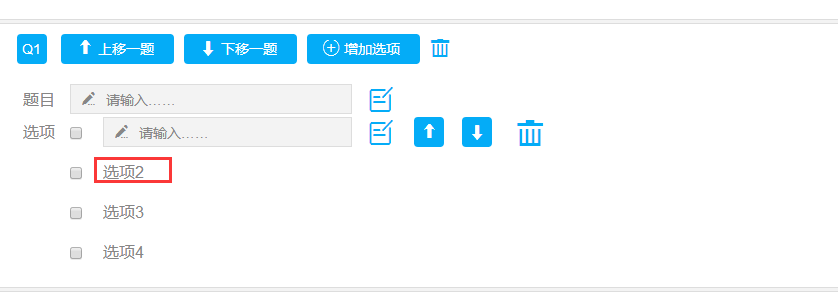 Q1 上移一题 下移一题 增加选项
题目 请输入......
选项 请输入......
选项2
选项3
选项4